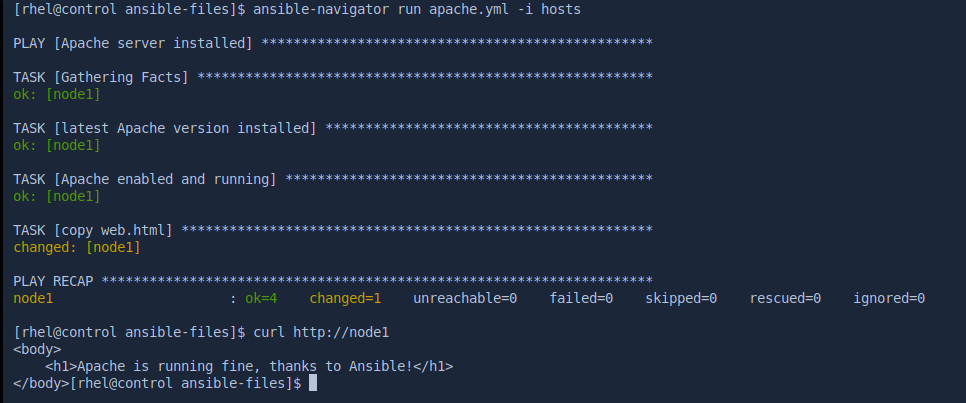 [rhel@control ansible-files]$ ansible-navigator run apache.yml -i hosts
PLAY [Apache server installed] *************************************************
TASK [Gathering Facts] *********************************************************
ok: [node1]
TASK [latest Apache version installed] *****************************************
ok: [node1]
TASK [Apache enabled and running] **********************************************
ok: [node1]
TASK [copy web.html] ***********************************************************
changed: [node1]
PLAY RECAP *********************************************************************
node1                      : ok=4    changed=1    unreachable=0    failed=0    skipped=0    rescued=0    ignored=0
[rhel@control ansible-files]$ curl http://node1
<body>
    <h1>Apache is running fine, thanks to Ansible!</h1>
</body>[rhel@control ansible-files]$